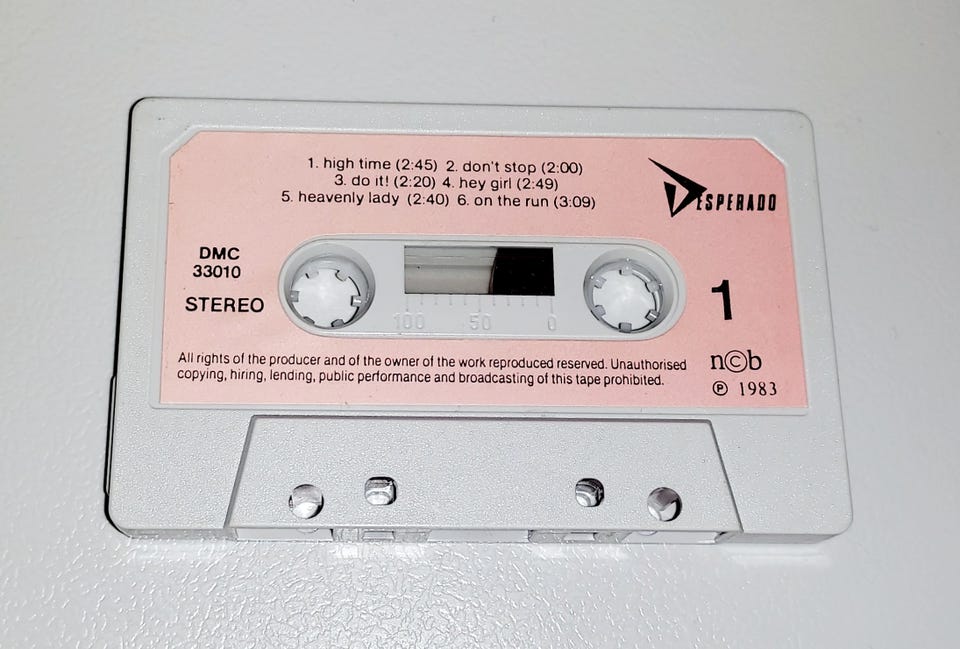 1. high time (2:45) 2. don't stop (2:00)
3. do it! (2:20) 4. hey girl (2:49)
5. heavenly lady (2:40) 6. on the run (3:09)
DESPERADO
DMC
33010
STEREO
1
100 50 0
All rights of the producer and of the owner of the work reproduced reserved. Unauthorised
copying, hiring, lending, public performance and broadcasting of this tape prohibited.
n©b
℗ 1983